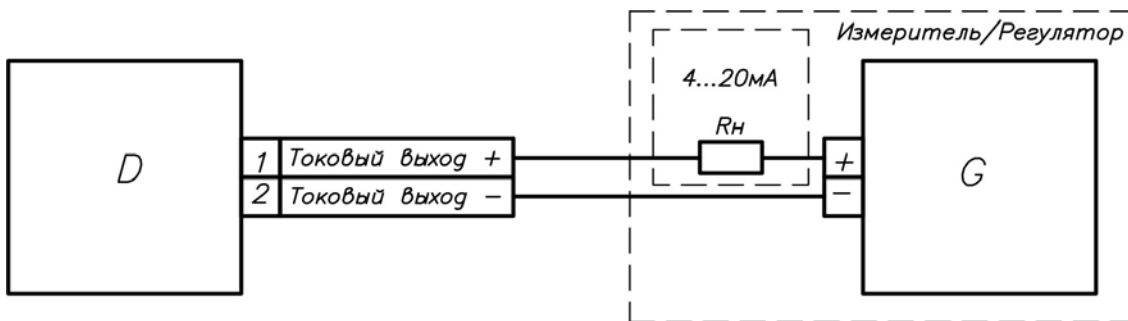 Измеритель/Регулятор
4...20мА
Rн
D
1 Токовый выход +
2 Токовый выход −
+
−
G